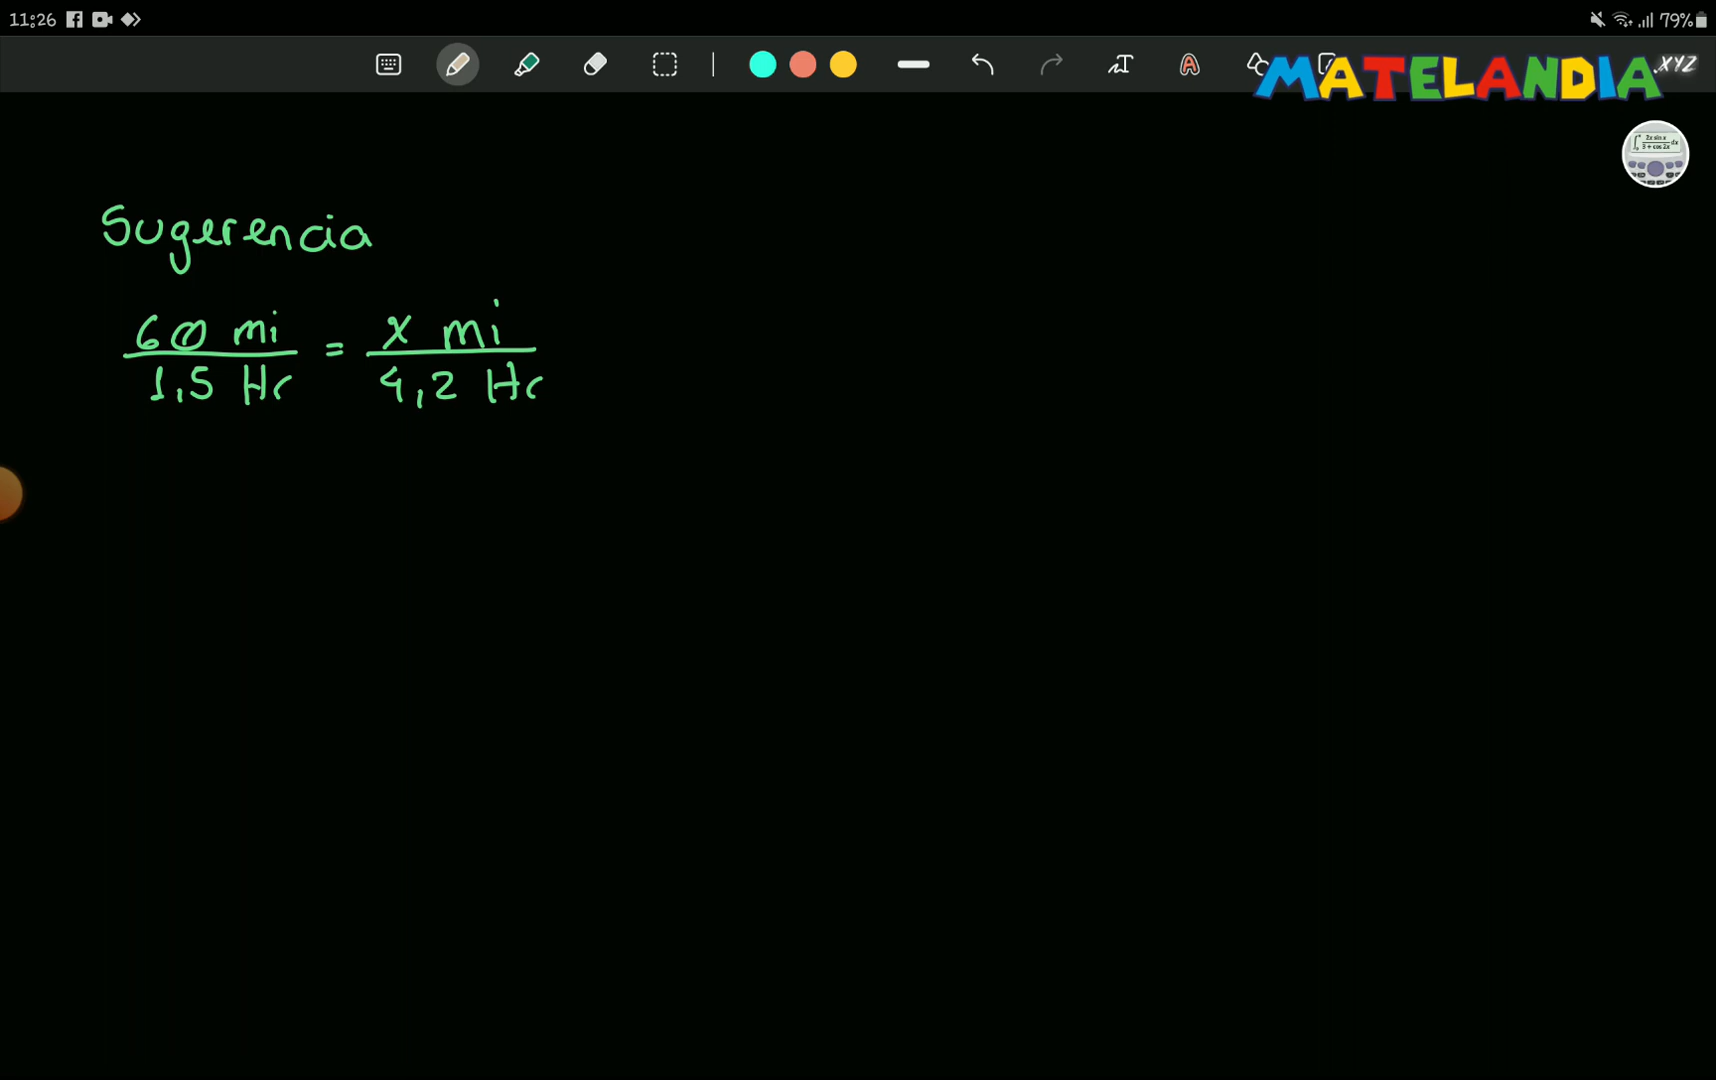 11:26
79%
MATELANDIA.XYZ
Sugerencia
60 mi = x mi
1,5 Hr 4,2 Hr